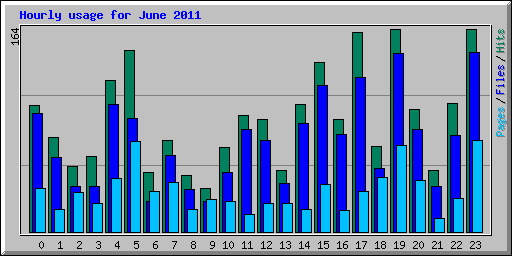 Hourly usage for June 2011
164
Pages/Files/Hits
0 1 2 3 4 5 6 7 8 9 10 11 12 13 14 15 16 17 18 19 20 21 22 23